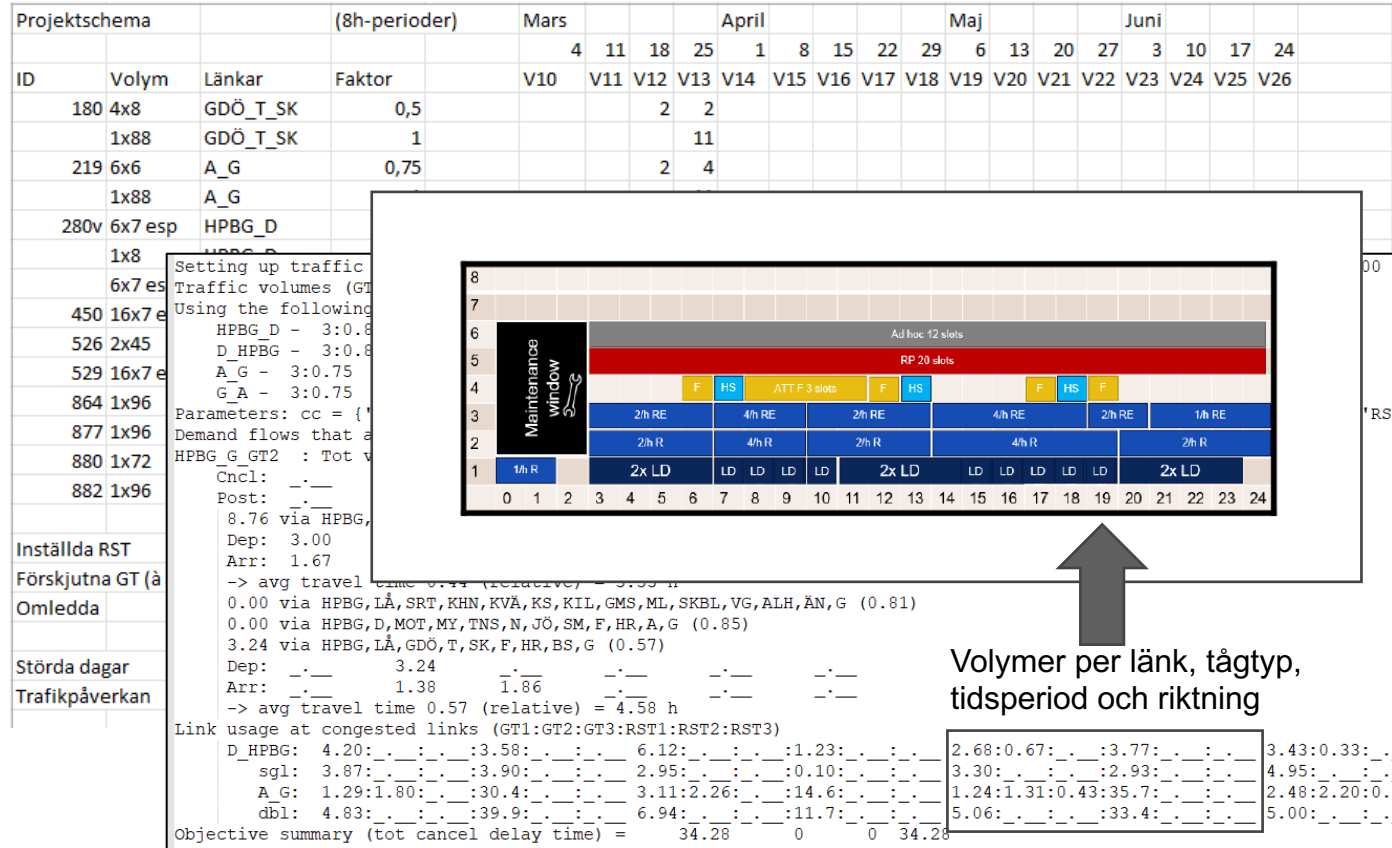 Projektschema (8h-perioder) Mars April Maj Juni
4 11 18 25 1 8 15 22 29 6 13 20 27 3 10 17 24
ID Volym Länkar Faktor V10 V11 V12 V13 V14 V15 V16 V17 V18 V19 V20 V21 V22 V23 V24 V25 V26
180 4x8 GDÖ_T_SK 0,5 2 2
1x88 GDÖ_T_SK 1 11
219 6x6 A_G 0,75 2 4
1x88 A_G
280v 6x7 esp HPBG_D
1x8
6x7 es
450 16x7 e
526 2x45
529 16x7 e
864 1x96
877 1x96
880 1x72
882 1x96
Inställda RST
Förskjutna GT (à
Omledda
Störda dagar
Trafikpåverkan
Setting up traffic 00
Traffic volumes (GT
Using the following
HPBG_D - 3:0.8
D_HPBG - 3:0.8
A_G - 3:0.75
G_A - 3:0.75
Parameters: cc = {' 'RS
Demand flows that a
HPBG_G_GT2 : Tot v
Cncl: _.__
Post: _.__
8.76 via HPBG,
Dep: 3.00
Arr: 1.67
-> avg travel time 0.44 (relative) = 3.53 h
0.00 via HPBG,LÅ,SRT,KHN,KVÄ,KS,KIL,GMS,ML,SKBL,VG,ALH,ÄN,G (0.81)
0.00 via HPBG,D,MOT,MY,TNS,N,JÖ,SM,F,HR,A,G (0.85)
3.24 via HPBG,LÅ,GDÖ,T,SK,F,HR,BS,G (0.57)
Dep: _.__ 3.24 _.__ _.__ _.__ _.__
Arr: _.__ 1.38 1.86 _.__ _.__ _.__
-> avg travel time 0.57 (relative) = 4.58 h
Link usage at congested links (GT1:GT2:GT3:RST1:RST2:RST3)
D_HPBG: 4.20:_.__:_.__:3.58:_.__:_.__ 6.12:_.__:_.__:1.23:_.__:_.__ 2.68:0.67:_.__:3.77:_.__:_.__ 3.43:0.33:_.
sgl: 3.87:_.__:_.__:3.90:_.__:_.__ 2.95:_.__:_.__:0.10:_.__:_.__ 3.30:_.__:_.__:2.93:_.__:_.__ 4.95:_.__:_.
A_G: 1.29:1.80:_.__:30.4:_.__:_.__ 3.11:2.26:_.__:14.6:_.__:_.__ 1.24:1.31:0.43:35.7:_.__:_.__ 2.48:2.20:0.
dbl: 4.83:_.__:_.__:39.9:_.__:_.__ 6.94:_.__:_.__:11.7:_.__:_.__ 5.06:_.__:_.__:33.4:_.__:_.__ 5.00:_.__:_.
Objective summary (tot cancel delay time) = 34.28 0 0 34.28
8
7
6 Ad hoc 12 slots
5 RP 20 slots
Maintenance window
4 F HS ATT F 3 slots F HS F HS F
3 2/h RE 4/h RE 2/h RE 4/h RE 2/h RE 1/h RE
2 2/h R 4/h R 2/h R 4/h R 2/h R
1 1/h R 2x LD LD LD LD LD 2x LD LD LD LD LD LD 2x LD
0 1 2 3 4 5 6 7 8 9 10 11 12 13 14 15 16 17 18 19 20 21 22 23 24
Volymer per länk, tågtyp,
tidsperiod och riktning